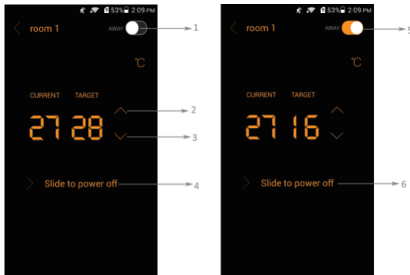 53% 2:09 PM
room 1 AWAY
1
°C
CURRENT TARGET
27 28
2
3
Slide to power off
4
53% 2:09 PM
room 1 AWAY
5
°C
CURRENT TARGET
27 16
Slide to power off
6